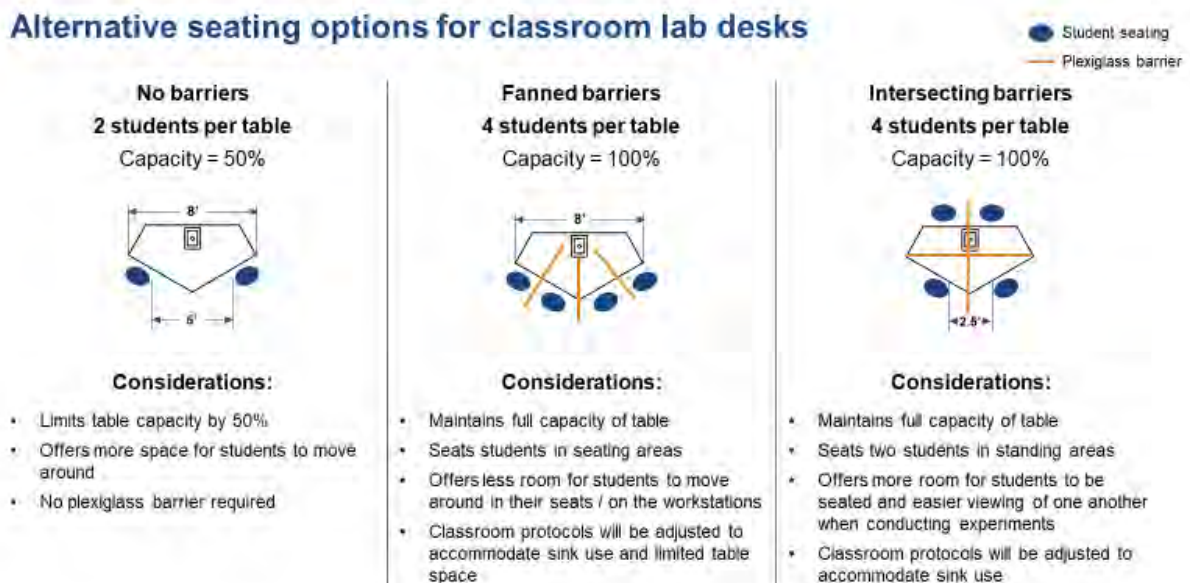 Alternative seating options for classroom lab desks
Student seating
Plexiglass barrier
No barriers
2 students per table
Capacity = 50%
8'
6'
Considerations:
• Limits table capacity by 50%
• Offers more space for students to move
around
• No plexiglass barrier required
Fanned barriers
4 students per table
Capacity = 100%
8'
Considerations:
• Maintains full capacity of table
• Seats students in seating areas
• Offers less room for students to move
around in their seats / on the workstations
• Classroom protocols will be adjusted to
accommodate sink use and limited table
space
Intersecting barriers
4 students per table
Capacity = 100%
2.5'
Considerations:
• Maintains full capacity of table
• Seats two students in standing areas
• Offers more room for students to be
seated and easier viewing of one another
when conducting experiments
• Classroom protocols will be adjusted to
accommodate sink use